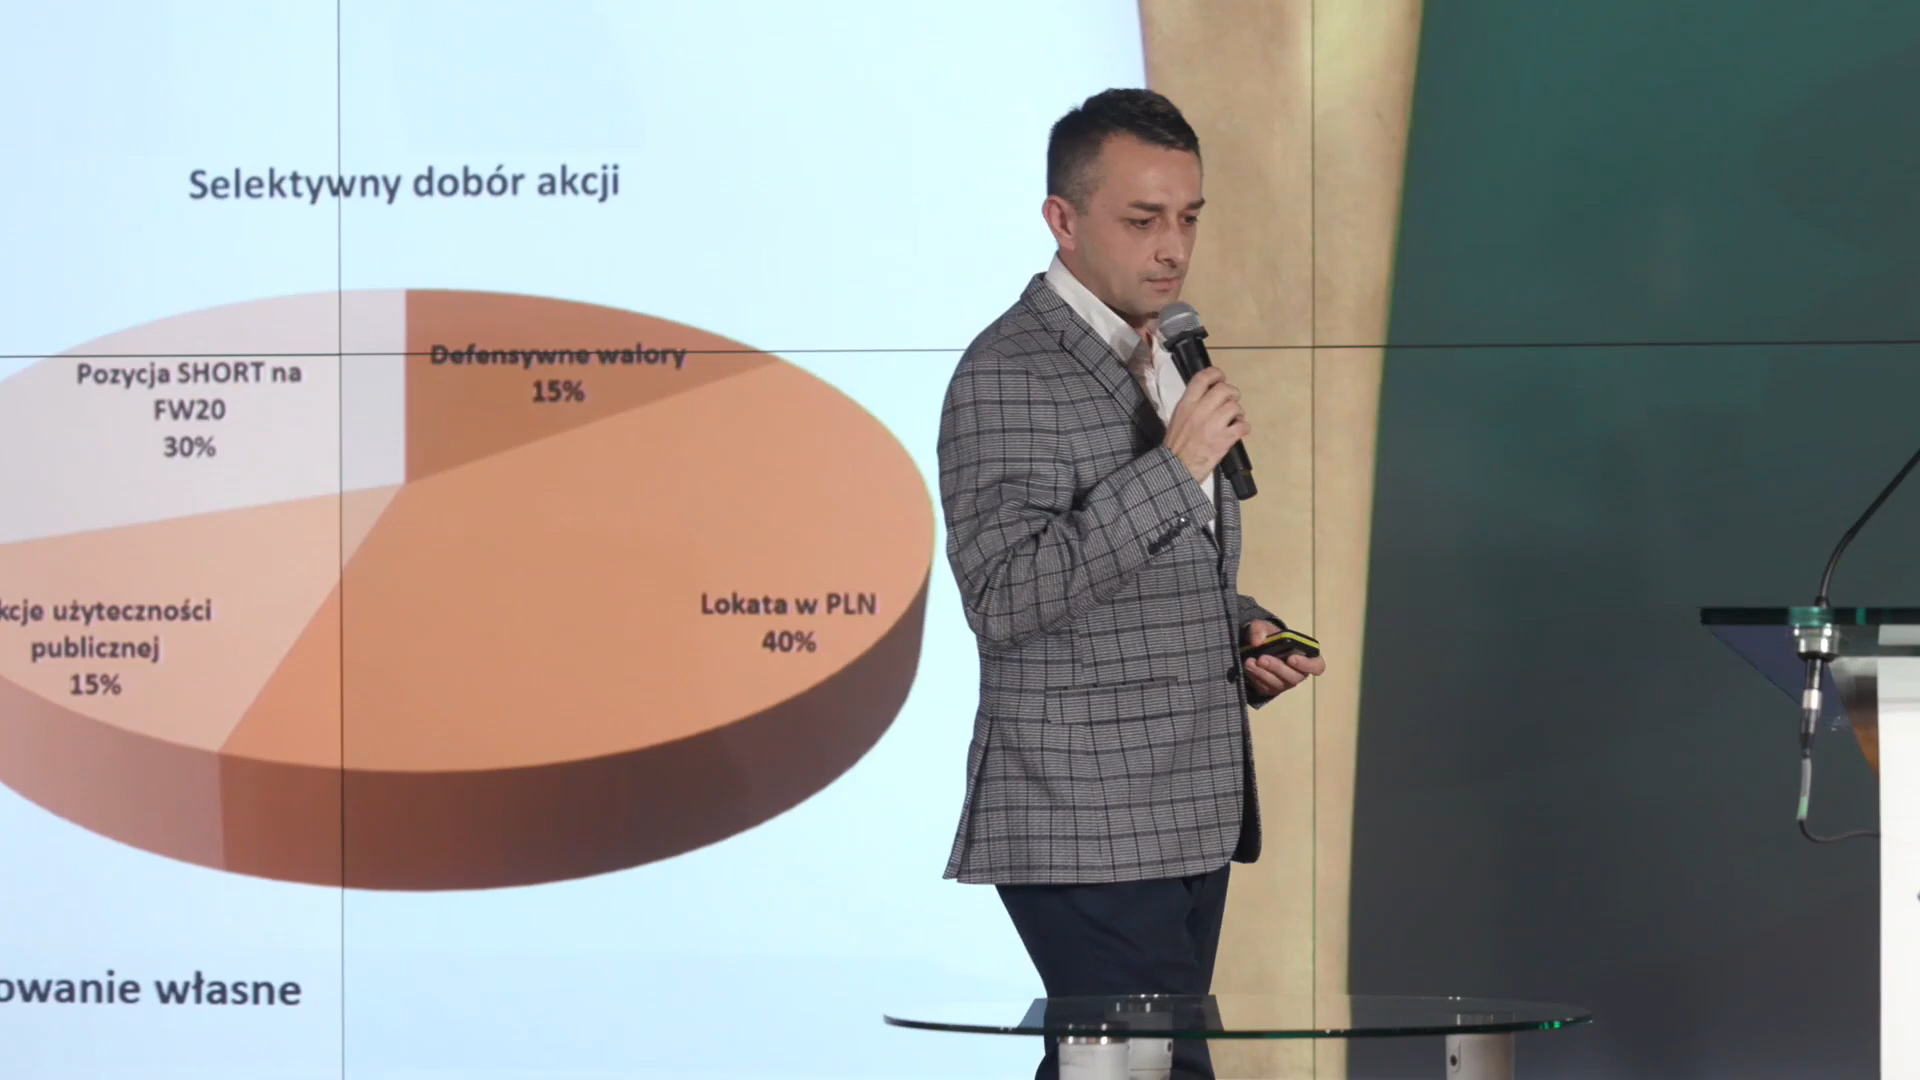 Selektywny dobór akcji
Defensywne walory
15%
Pozycja SHORT na
FW20
30%
Lokata w PLN
40%
kcje użyteczności
publicznej
15%
owanie własne